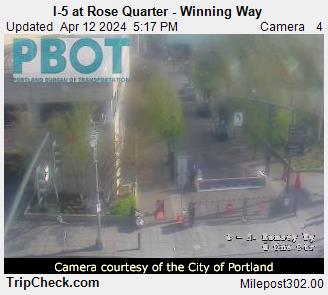 I-5 at Rose Quarter - Winning Way
Updated Apr 12 2024 5:17 PM Camera 4
PBOT
PORTLAND BUREAU OF TRANSPORTATION
Camera courtesy of the City of Portland
TripCheck.com Milepost302.00